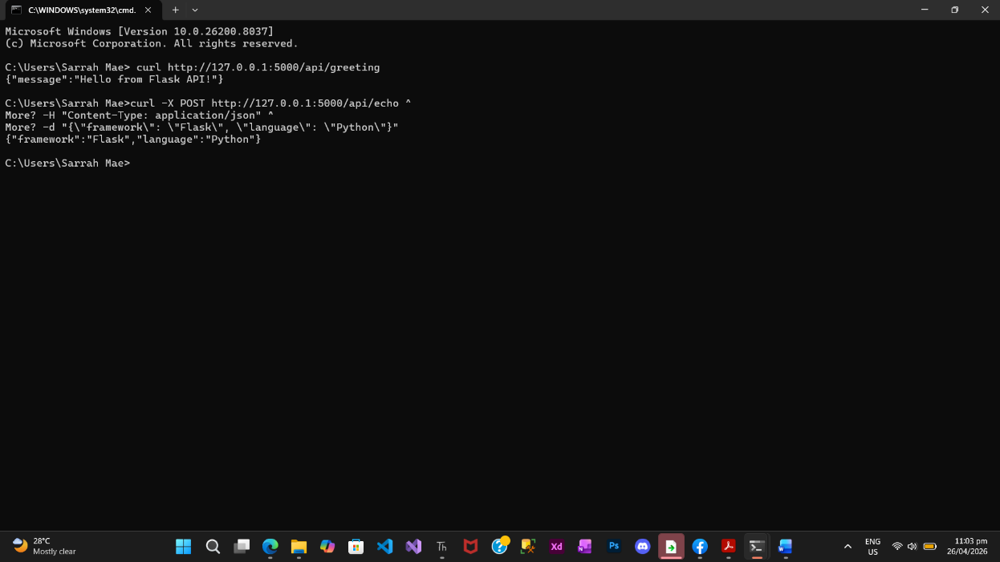 C:\WINDOWS\system32\cmd.
Microsoft Windows [Version 10.0.26200.8037]
(c) Microsoft Corporation. All rights reserved.
C:\Users\Sarrah Mae> curl http://127.0.0.1:5000/api/greeting
{"message":"Hello from Flask API!"}
C:\Users\Sarrah Mae>curl -X POST http://127.0.0.1:5000/api/echo ^
More? -H "Content-Type: application/json" ^
More? -d "{\"framework\": \"Flask\", \"language\": \"Python\"}"
{"framework":"Flask","language":"Python"}
C:\Users\Sarrah Mae>
28°C
Mostly clear
Th
Xd
N
Ps
W
ENG
US
11:03 pm
26/04/2026